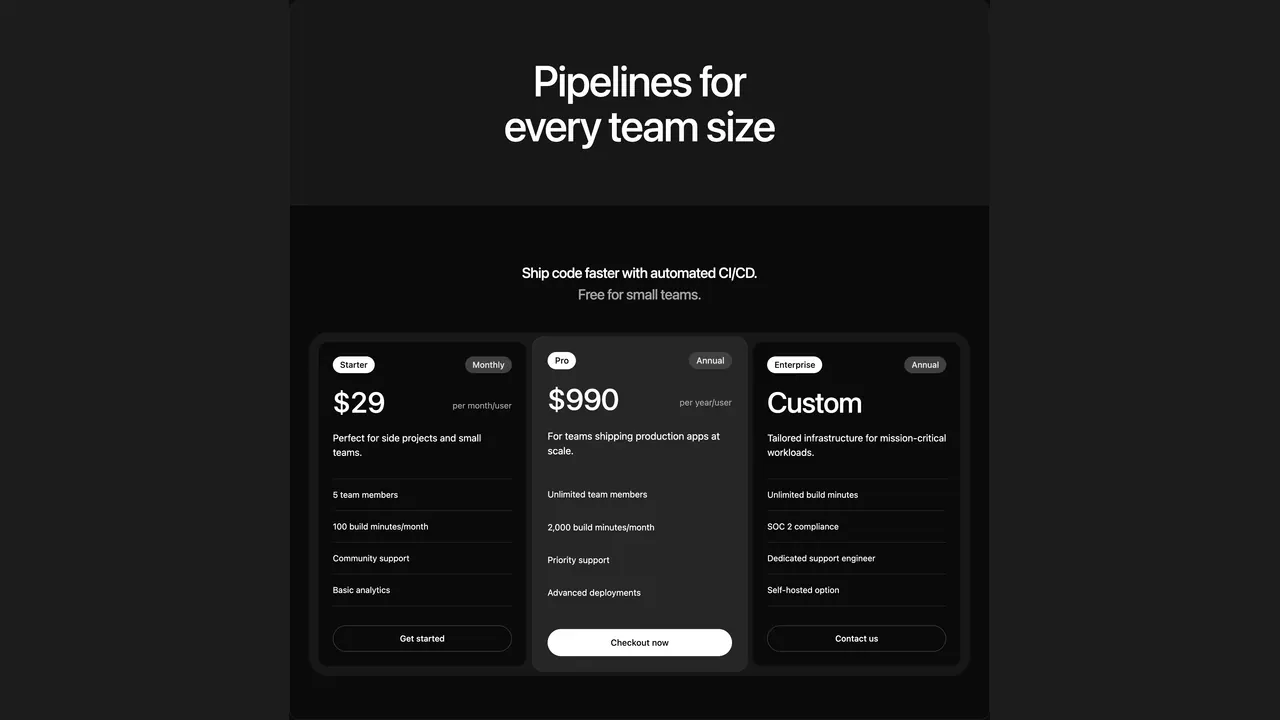 Pipelines for
every team size
Ship code faster with automated CI/CD.
Free for small teams.
Starter
Monthly
$29
per month/user
Perfect for side projects and small
teams.
5 team members
100 build minutes/month
Community support
Basic analytics
Get started
Pro
Annual
$990
per year/user
For teams shipping production apps at
scale.
Unlimited team members
2,000 build minutes/month
Priority support
Advanced deployments
Checkout now
Enterprise
Annual
Custom
Tailored infrastructure for mission-critical
workloads.
Unlimited build minutes
SOC 2 compliance
Dedicated support engineer
Self-hosted option
Contact us